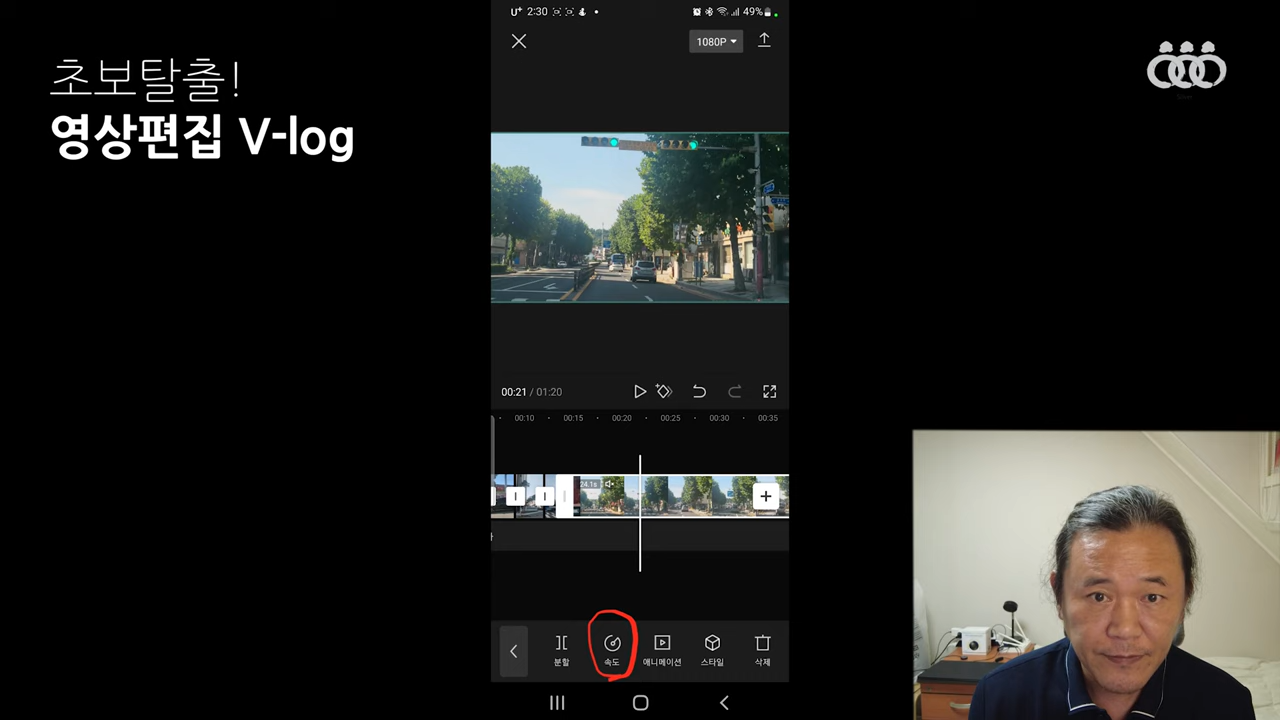 초보탈출!
영상편집 V-log
U+ 2:30
49%
1080P
00:21 / 01:20
00:10 00:15 00:20 00:25 00:30 00:35
24.1s
분할 속도 애니메이션 스타일 삭제